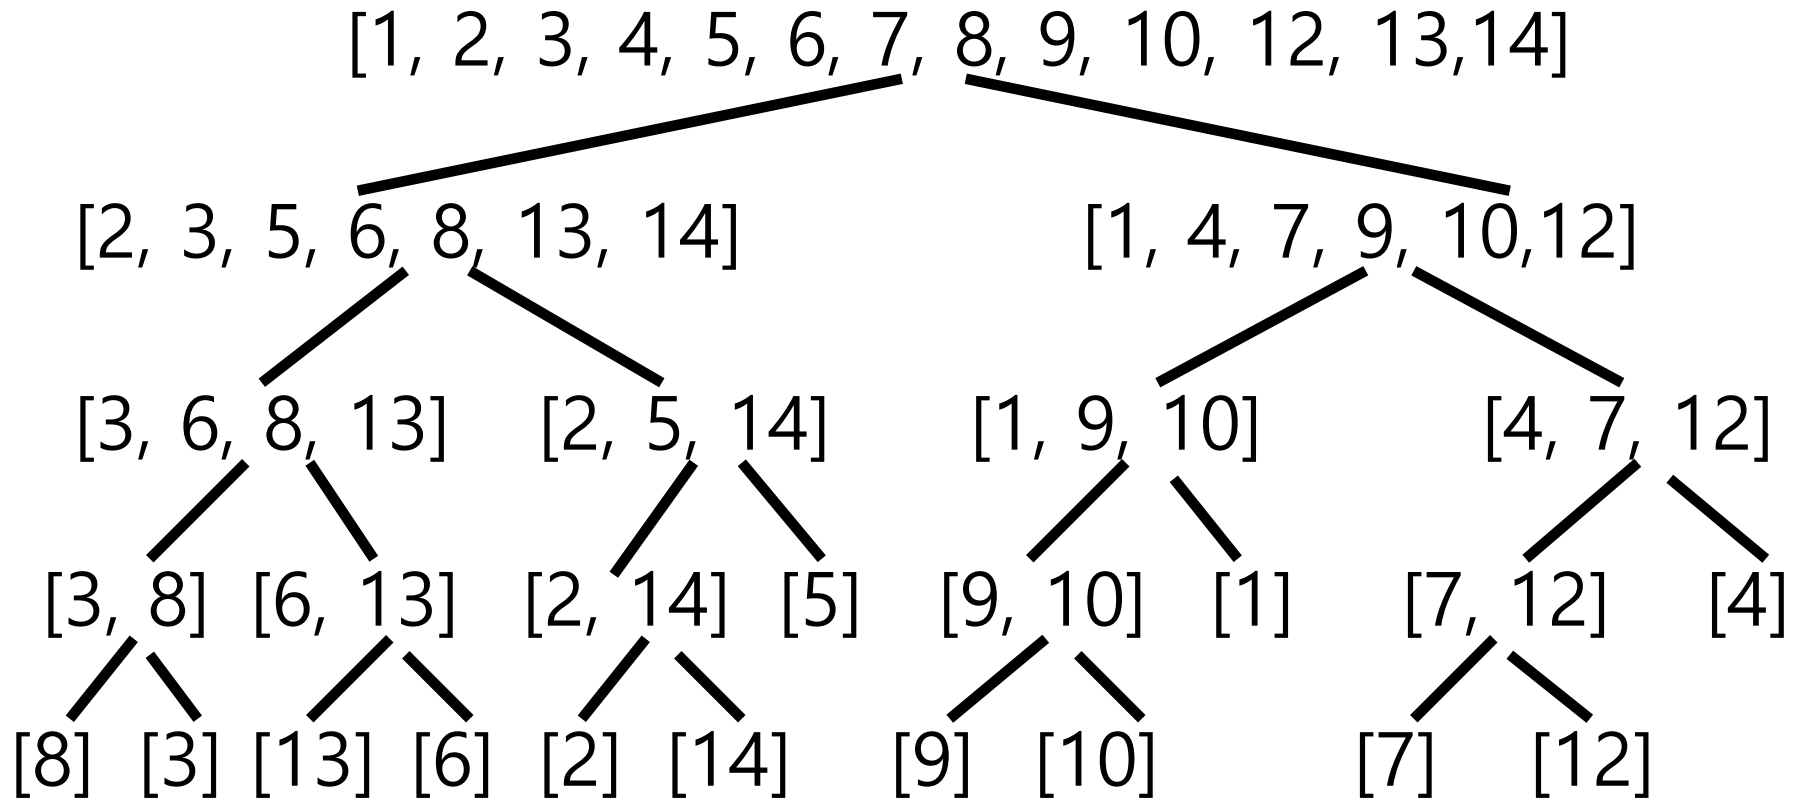 [1, 2, 3, 4, 5, 6, 7, 8, 9, 10, 12, 13,14]
[2, 3, 5, 6, 8, 13, 14] [1, 4, 7, 9, 10,12]
[3, 6, 8, 13] [2, 5, 14] [1, 9, 10] [4, 7, 12]
[3, 8] [6, 13] [2, 14] [5] [9, 10] [1] [7, 12] [4]
[8] [3] [13] [6] [2] [14] [9] [10] [7] [12]